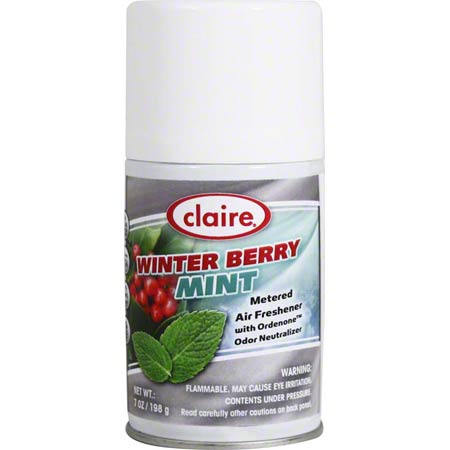 claire®
WINTER BERRY
MINT
Metered
Air Freshener
with Ordenone™
Odor Neutralizer
WARNING:
FLAMMABLE. MAY CAUSE EYE IRRITATION.
CONTENTS UNDER PRESSURE.
Read carefully other cautions on back panel.
NET WT.:
7 oz / 198 g